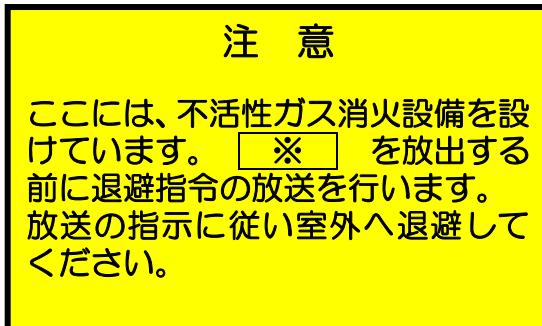 注 意
ここには、不活性ガス消火設備を設
けています。 ※ を放出する
前に退避指令の放送を行います。
放送の指示に従い室外へ退避して
ください。